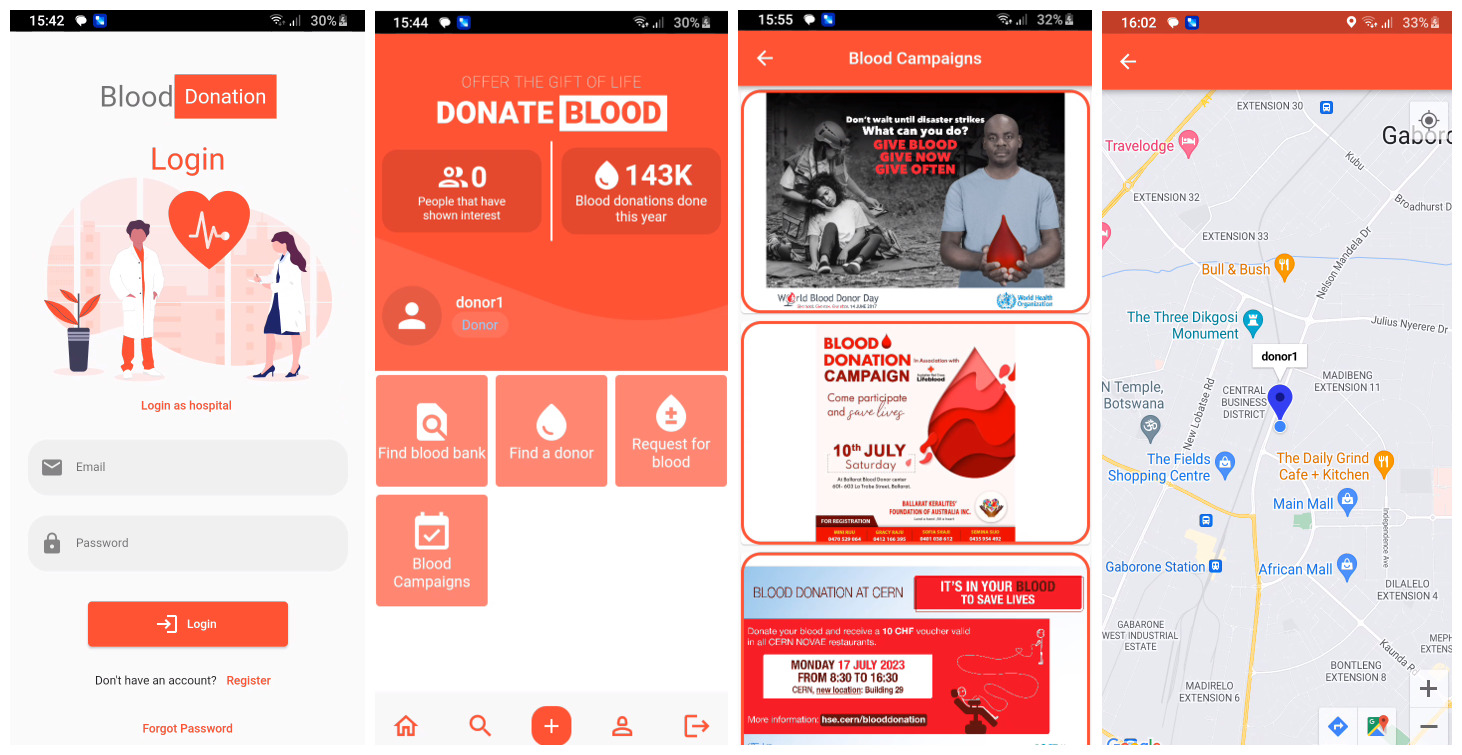 15:42
30%
Blood Donation
Login
Login as hospital
Email
Password
Login
Don't have an account? Register
Forgot Password
15:44
30%
OFFER THE GIFT OF LIFE
DONATE BLOOD
0
People that have
shown interest
143K
Blood donations done
this year
donor1
Donor
Find blood bank
Find a donor
Request for
blood
Blood
Campaigns
15:55
32%
Blood Campaigns
Don't wait until disaster strikes
What can you do?
GIVE BLOOD
GIVE NOW
GIVE OFTEN
World Blood Donor Day
World Health
Organization
BLOOD
DONATION
CAMPAIGN
In Association with
Lifeblood
Come participate
and save lives
10th JULY
Saturday
At Ballarat Blood Donor center
601- 603 La Trobe Street, Ballarat.
BALLARAT KERALITES'
FOUNDATION OF AUSTRALIA INC.
FOR REGISTRATION
BLOOD DONATION AT CERN
IT'S IN YOUR BLOOD
TO SAVE LIVES
Donate your blood and receive a 10 CHF voucher valid
in all CERN NOVAE restaurants.
MONDAY 17 JULY 2023
FROM 8:30 TO 16:30
CERN, new location: Building 29
More information: hse.cern/blooddonation
16:02
33%
EXTENSION 30
Gaboro
Travelodge
Kubu
EXTENSION 32
Broadhurst D
EXTENSION 33
Nelson Mandela Dr
Bull & Bush
The Three Dikgosi
Monument
Julius Nyerere Dr
donor1
N Temple,
Botswana
CENTRAL
BUSINESS
DISTRICT
MADIBENG
EXTENSION 11
New Lobatse Rd
The Fields
Shopping Centre
The Daily Grind
Cafe + Kitchen
Main Mall
Independence Ave
Gaborone Station
African Mall
DILALELO
EXTENSION 4
GABARONE
WEST INDUSTRIAL
ESTATE
MEPH
EXTENS
Kaunda R
BONTLENG
EXTENSION 8
MADIRELO
EXTENSION 6
Google